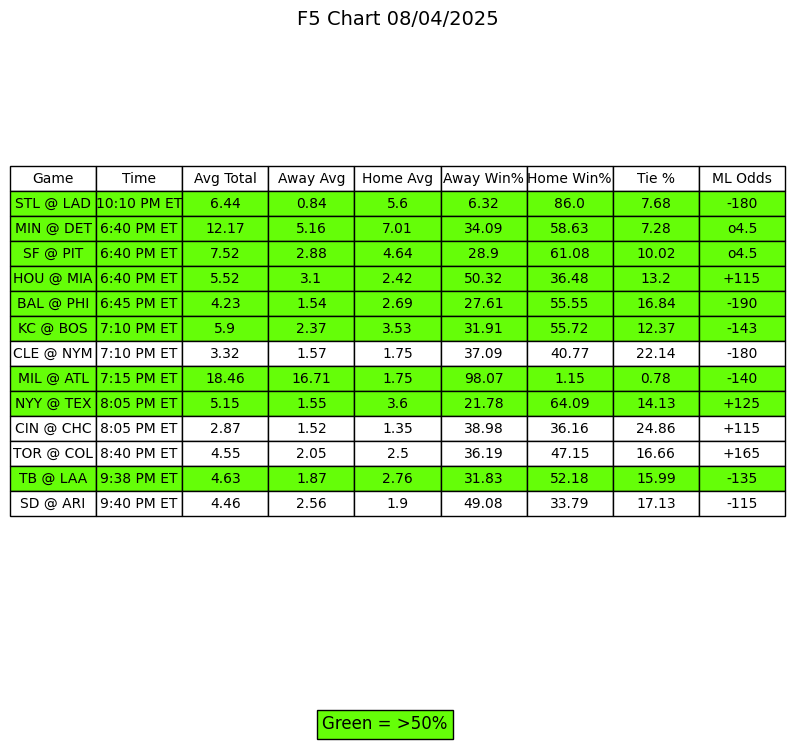 F5 Chart 08/04/2025
Game Time Avg Total Away Avg Home Avg Away Win% Home Win% Tie % ML Odds
STL @ LAD 10:10 PM ET 6.44 0.84 5.6 6.32 86.0 7.68 -180
MIN @ DET 6:40 PM ET 12.17 5.16 7.01 34.09 58.63 7.28 o4.5
SF @ PIT 6:40 PM ET 7.52 2.88 4.64 28.9 61.08 10.02 o4.5
HOU @ MIA 6:40 PM ET 5.52 3.1 2.42 50.32 36.48 13.2 +115
BAL @ PHI 6:45 PM ET 4.23 1.54 2.69 27.61 55.55 16.84 -190
KC @ BOS 7:10 PM ET 5.9 2.37 3.53 31.91 55.72 12.37 -143
CLE @ NYM 7:10 PM ET 3.32 1.57 1.75 37.09 40.77 22.14 -180
MIL @ ATL 7:15 PM ET 18.46 16.71 1.75 98.07 1.15 0.78 -140
NYY @ TEX 8:05 PM ET 5.15 1.55 3.6 21.78 64.09 14.13 +125
CIN @ CHC 8:05 PM ET 2.87 1.52 1.35 38.98 36.16 24.86 +115
TOR @ COL 8:40 PM ET 4.55 2.05 2.5 36.19 47.15 16.66 +165
TB @ LAA 9:38 PM ET 4.63 1.87 2.76 31.83 52.18 15.99 -135
SD @ ARI 9:40 PM ET 4.46 2.56 1.9 49.08 33.79 17.13 -115
Green = >50%